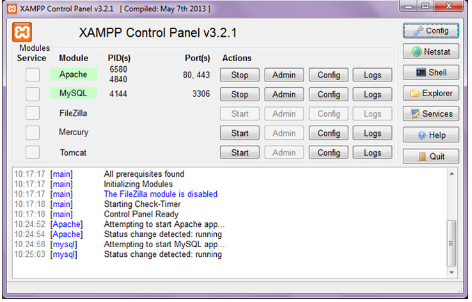 XAMPP Control Panel v3.2.1 [ Compiled: May 7th 2013 ]
XAMPP Control Panel v3.2.1
Config
Modules
Service Module PID(s) Port(s) Actions
Netstat
Apache 6580 4840 80, 443 Stop Admin Config Logs
Shell
MySQL 4144 3306 Stop Admin Config Logs
Explorer
FileZilla Start Admin Config Logs
Services
Mercury Start Admin Config Logs
Help
Tomcat Start Admin Config Logs
Quit
10:17:17 [main] All prerequisites found
10:17:17 [main] Initializing Modules
10:17:17 [main] The FileZilla module is disabled
10:17:18 [main] Starting Check-Timer
10:17:18 [main] Control Panel Ready
10:24:52 [Apache] Attempting to start Apache app...
10:24:54 [Apache] Status change detected: running
10:24:58 [mysql] Attempting to start MySQL app...
10:25:03 [mysql] Status change detected: running